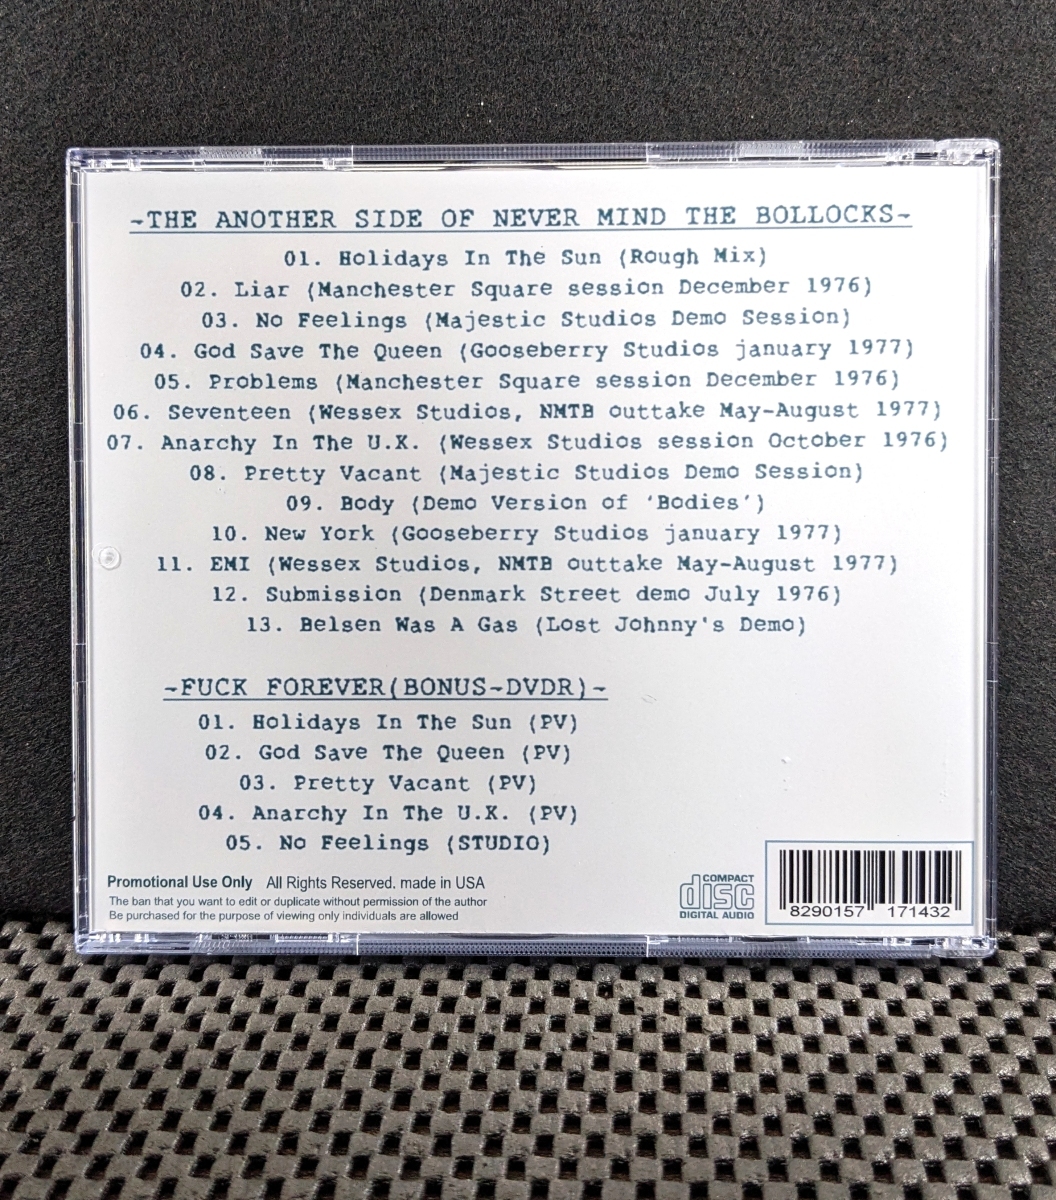 ~THE ANOTHER SIDE OF NEVER MIND THE BOLLOCKS~
01. Holidays In The Sun (Rough Mix)
02. Liar (Manchester Square session December 1976)
03. No Feelings (Majestic Studios Demo Session)
04. God Save The Queen (Gooseberry Studios january 1977)
05. Problems (Manchester Square session December 1976)
06. Seventeen (Wessex Studios, NMTB outtake May-August 1977)
07. Anarchy In The U.K. (Wessex Studios session October 1976)
08. Pretty Vacant (Majestic Studios Demo Session)
09. Body (Demo Version of ‘Bodies’)
10. New York (Gooseberry Studios january 1977)
11. EMI (Wessex Studios, NMTB outtake May-August 1977)
12. Submission (Denmark Street demo July 1976)
13. Belsen Was A Gas (Lost Johnny's Demo)
~FUCK FOREVER(BONUS-DVDR)~
01. Holidays In The Sun (PV)
02. God Save The Queen (PV)
03. Pretty Vacant (PV)
04. Anarchy In The U.K. (PV)
05. No Feelings (STUDIO)
Promotional Use Only All Rights Reserved. made in USA
The ban that you want to edit or duplicate without permission of the author
Be purchased for the purpose of viewing only individuals are allowed
COMPACT
disc
DIGITAL AUDIO
8290157 171432